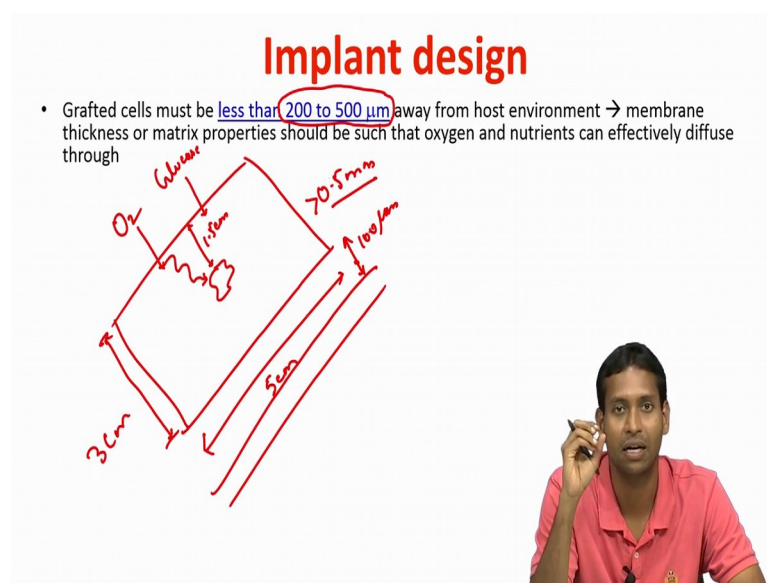 Implant design
• Grafted cells must be less than 200 to 500 µm away from host environment → membrane
thickness or matrix properties should be such that oxygen and nutrients can effectively diffuse
through
Glucose
O2
>0.5mm
1.5cm
100µm
5cm
3cm